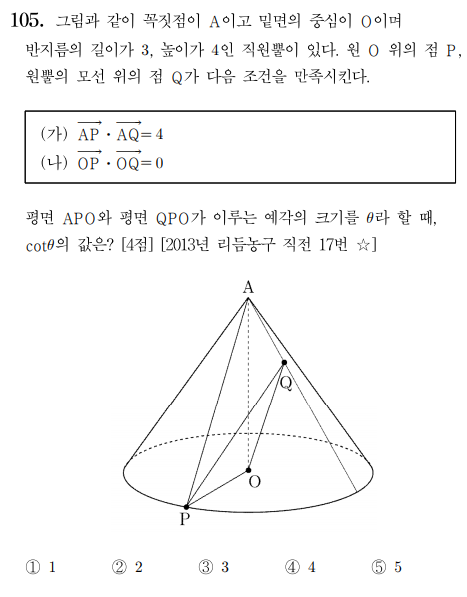 105. 그림과 같이 꼭짓점이 A이고 밑면의 중심이 O이며
반지름의 길이가 3, 높이가 4인 직원뿔이 있다. 원 O 위의 점 P,
원뿔의 모선 위의 점 Q가 다음 조건을 만족시킨다.
(가) \overrightarrow{AP} · \overrightarrow{AQ} = 4
(나) \overrightarrow{OP} · \overrightarrow{OQ} = 0
평면 APO와 평면 QPO가 이루는 예각의 크기를 θ라 할 때,
cotθ의 값은? [4점] [2013년 리듬농구 직전 17번 ☆]
A
Q
O
P
① 1 ② 2 ③ 3 ④ 4 ⑤ 5